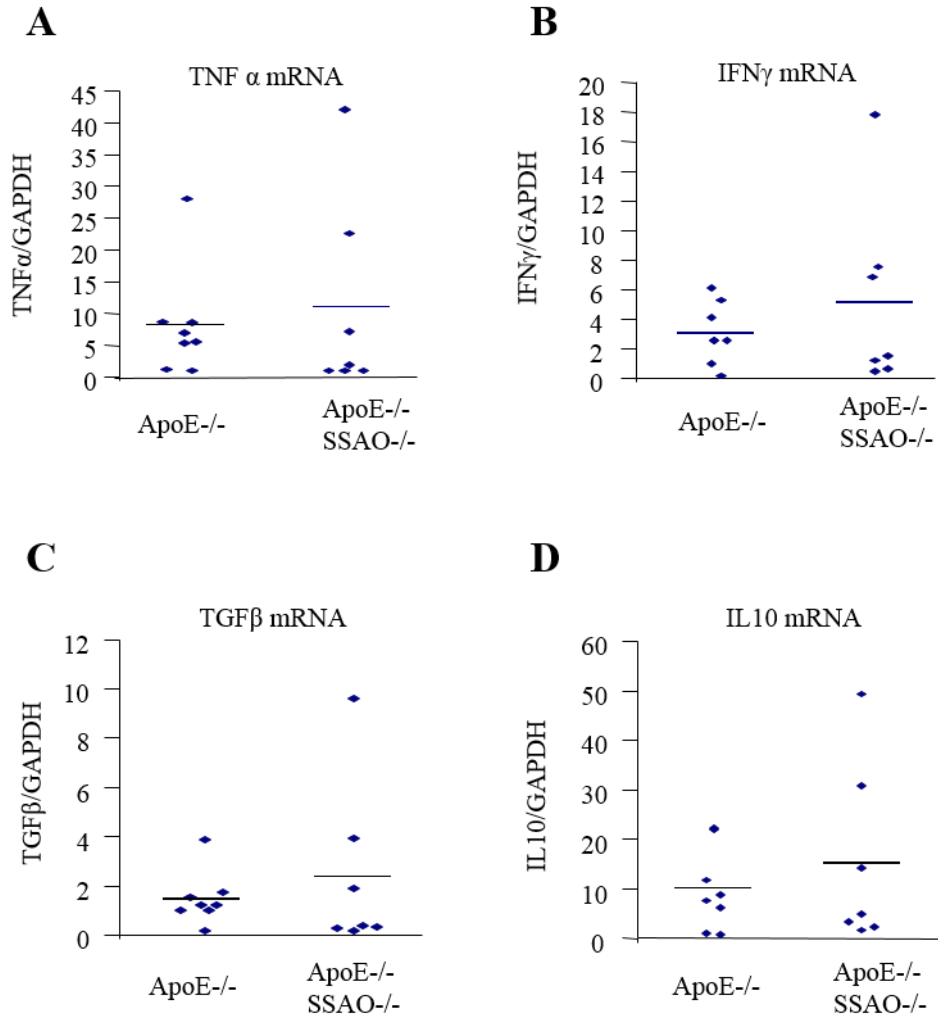 A
TNF α mRNA
TNFα/GAPDH
45
40
35
30
25
20
15
10
5
0
ApoE-/-
ApoE-/-
SSAO-/-
B
IFNγ mRNA
IFNγ/GAPDH
20
18
16
14
12
10
8
6
4
2
0
ApoE-/-
ApoE-/-
SSAO-/-
C
TGFβ mRNA
TGFβ/GAPDH
12
10
8
6
4
2
0
ApoE-/-
ApoE-/-
SSAO-/-
D
IL10 mRNA
IL10/GAPDH
60
50
40
30
20
10
0
ApoE-/-
ApoE-/-
SSAO-/-